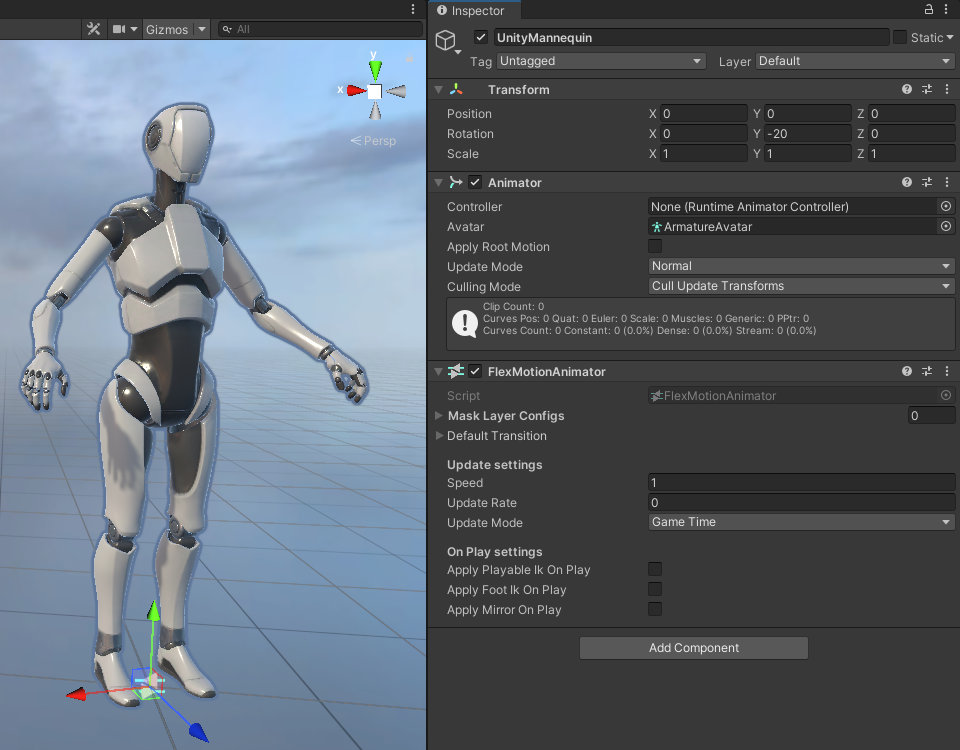 Inspector
Gizmos
All
UnityMannequin
Static
Tag Untagged
Layer Default
y
x
Persp
Transform
Position X 0 Y 0 Z 0
Rotation X 0 Y -20 Z 0
Scale X 1 Y 1 Z 1
Animator
Controller None (Runtime Animator Controller)
Avatar ArmatureAvatar
Apply Root Motion
Update Mode Normal
Culling Mode Cull Update Transforms
Clip Count: 0
Curves Pos: 0 Quat: 0 Euler: 0 Scale: 0 Muscles: 0 Generic: 0 PPtr: 0
Curves Count: 0 Constant: 0 (0.0%) Dense: 0 (0.0%) Stream: 0 (0.0%)
FlexMotionAnimator
Script FlexMotionAnimator
Mask Layer Configs 0
Default Transition
Update settings
Speed 1
Update Rate 0
Update Mode Game Time
On Play settings
Apply Playable Ik On Play
Apply Foot Ik On Play
Apply Mirror On Play
Add Component